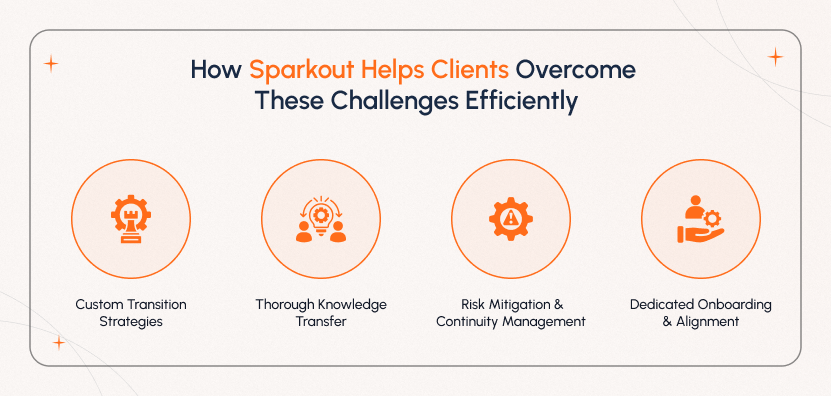 How Sparkout Helps Clients Overcome
These Challenges Efficiently
Custom Transition
Strategies
Thorough Knowledge
Transfer
Risk Mitigation &
Continuity Management
Dedicated Onboarding
& Alignment